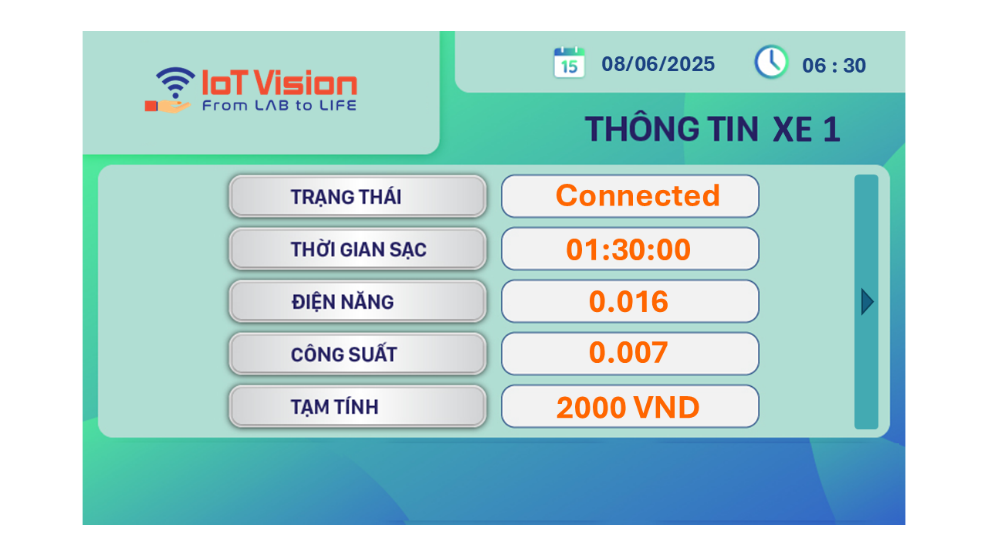 IoT Vision
From LAB to LIFE
15
08/06/2025
06 : 30
THÔNG TIN XE 1
TRẠNG THÁI
Connected
THỜI GIAN SẠC
01:30:00
ĐIỆN NĂNG
0.016
CÔNG SUẤT
0.007
TẠM TÍNH
2000 VND